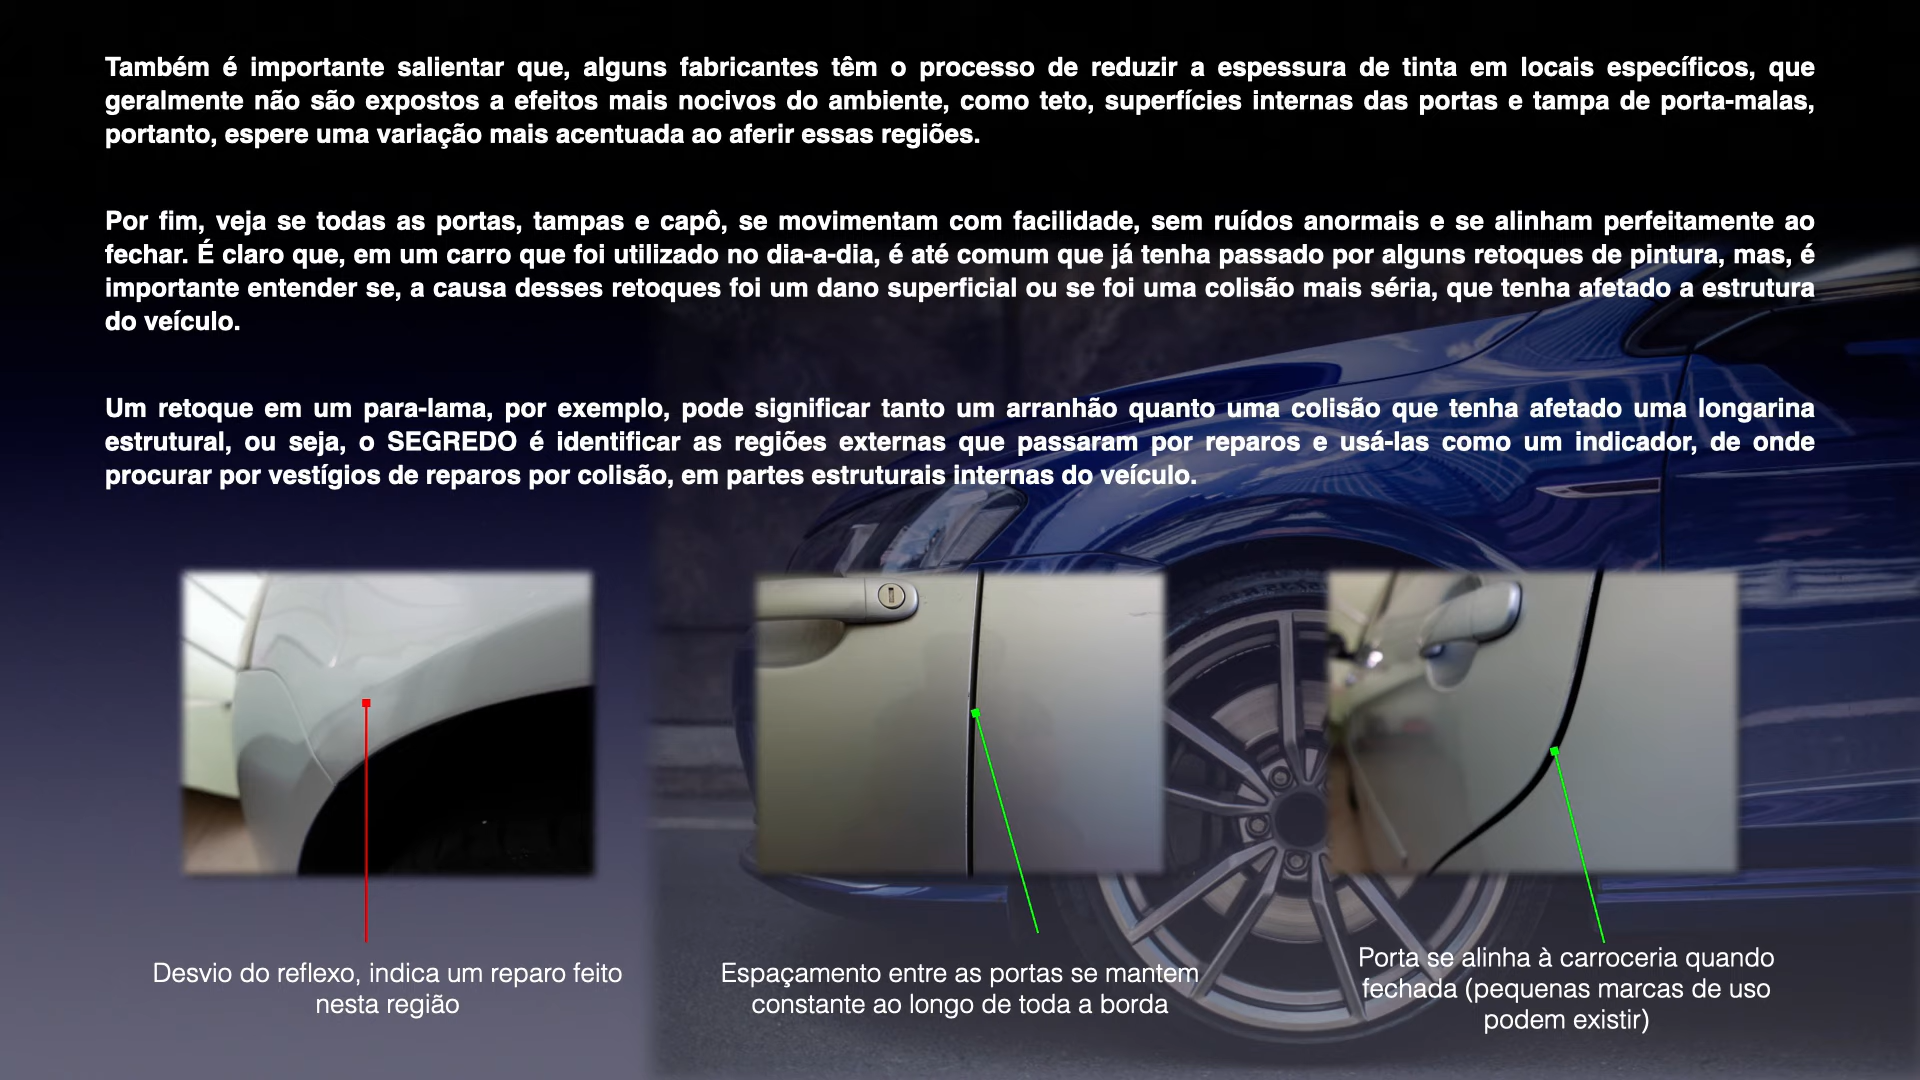 Também é importante salientar que, alguns fabricantes têm o processo de reduzir a espessura de tinta em locais específicos, que
geralmente não são expostos a efeitos mais nocivos do ambiente, como teto, superfícies internas das portas e tampa de porta-malas,
portanto, espere uma variação mais acentuada ao aferir essas regiões.
Por fim, veja se todas as portas, tampas e capô, se movimentam com facilidade, sem ruídos anormais e se alinham perfeitamente ao
fechar. É claro que, em um carro que foi utilizado no dia-a-dia, é até comum que já tenha passado por alguns retoques de pintura, mas, é
importante entender se, a causa desses retoques foi um dano superficial ou se foi uma colisão mais séria, que tenha afetado a estrutura
do veículo.
Um retoque em um para-lama, por exemplo, pode significar tanto um arranhão quanto uma colisão que tenha afetado uma longarina
estrutural, ou seja, o SEGREDO é identificar as regiões externas que passaram por reparos e usá-las como um indicador, de onde
procurar por vestígios de reparos por colisão, em partes estruturais internas do veículo.
Desvio do reflexo, indica um reparo feito
nesta região
Espaçamento entre as portas se mantem
constante ao longo de toda a borda
Porta se alinha à carroceria quando
fechada (pequenas marcas de uso
podem existir)